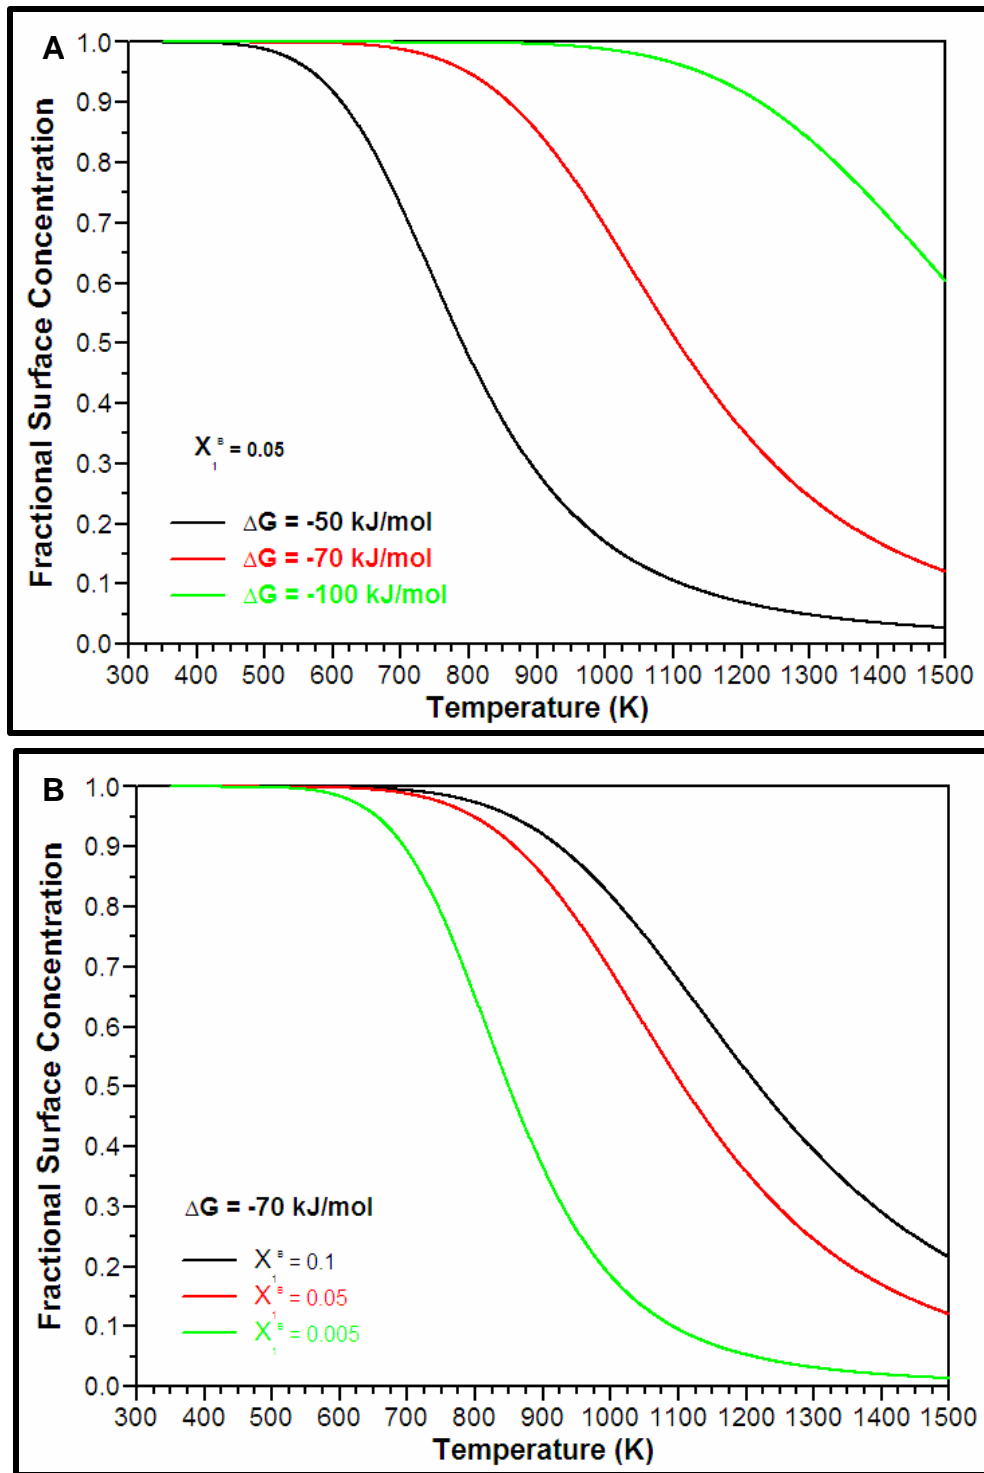 A
Fractional Surface Concentration
1.0
0.9
0.8
0.7
0.6
0.5
0.4
0.3
0.2
0.1
0.0
X₁ᴮ = 0.05
ΔG = -50 kJ/mol
ΔG = -70 kJ/mol
ΔG = -100 kJ/mol
300 400 500 600 700 800 900 1000 1100 1200 1300 1400 1500
Temperature (K)
B
Fractional Surface Concentration
1.0
0.9
0.8
0.7
0.6
0.5
0.4
0.3
0.2
0.1
0.0
ΔG = -70 kJ/mol
X₁ᴮ = 0.1
X₁ᴮ = 0.05
X₁ᴮ = 0.005
300 400 500 600 700 800 900 1000 1100 1200 1300 1400 1500
Temperature (K)